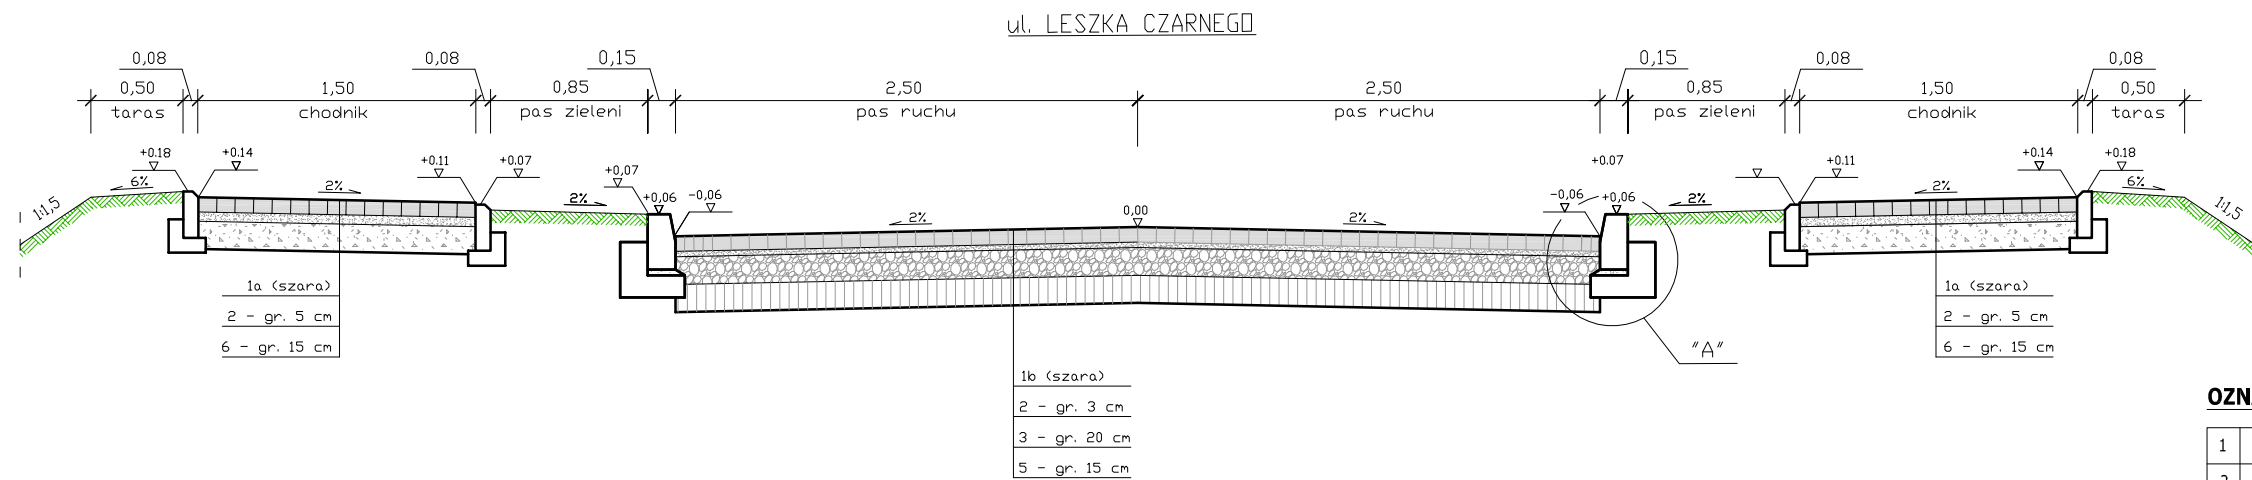 ul. LESZKA CZARNEGO
0,08 0,08 0,15 0,15 0,08 0,08
0,50 1,50 0,85 2,50 2,50 0,85 1,50 0,50
taras chodnik pas zieleni pas ruchu pas ruchu pas zieleni chodnik taras
+0.18 +0.14 +0.11 +0.07 +0,07 +0,06 -0,06 0,00 -0,06 +0.07 +0,06 +0.11 +0.14 +0.18
1:1,5 6% 2% 2% 2% 2% 2% 2% 6% 1:1,5
1a (szara)
2 - gr. 5 cm
6 - gr. 15 cm
1b (szara)
2 - gr. 3 cm
3 - gr. 20 cm
5 - gr. 15 cm
"A"
1a (szara)
2 - gr. 5 cm
6 - gr. 15 cm
OZN
1